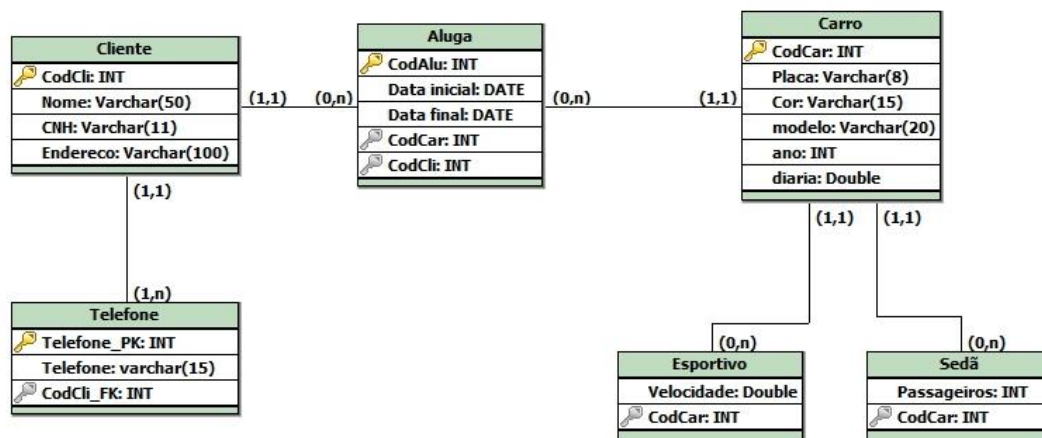 Cliente
CodCli: INT
Nome: Varchar(50)
CNH: Varchar(11)
Endereco: Varchar(100)
(1,1)
(0,n)
Aluga
CodAlu: INT
Data inicial: DATE
Data final: DATE
CodCar: INT
CodCli: INT
(0,n)
(1,1)
Carro
CodCar: INT
Placa: Varchar(8)
Cor: Varchar(15)
modelo: Varchar(20)
ano: INT
diaria: Double
(1,1)
(1,n)
Telefone
Telefone_PK: INT
Telefone: varchar(15)
CodCli_FK: INT
(1,1)
(1,1)
(0,n)
(0,n)
Esportivo
Velocidade: Double
CodCar: INT
Sedã
Passageiros: INT
CodCar: INT